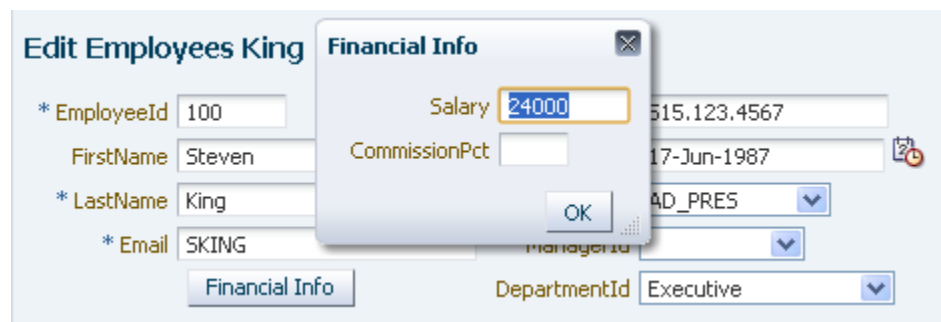 Edit Employees King
Financial Info
* EmployeeId 100
Salary 24000
515.123.4567
FirstName Steven
CommissionPct
17-Jun-1987
* LastName King
OK
AD_PRES
* Email SKING
ManagerId
Financial Info
DepartmentId Executive